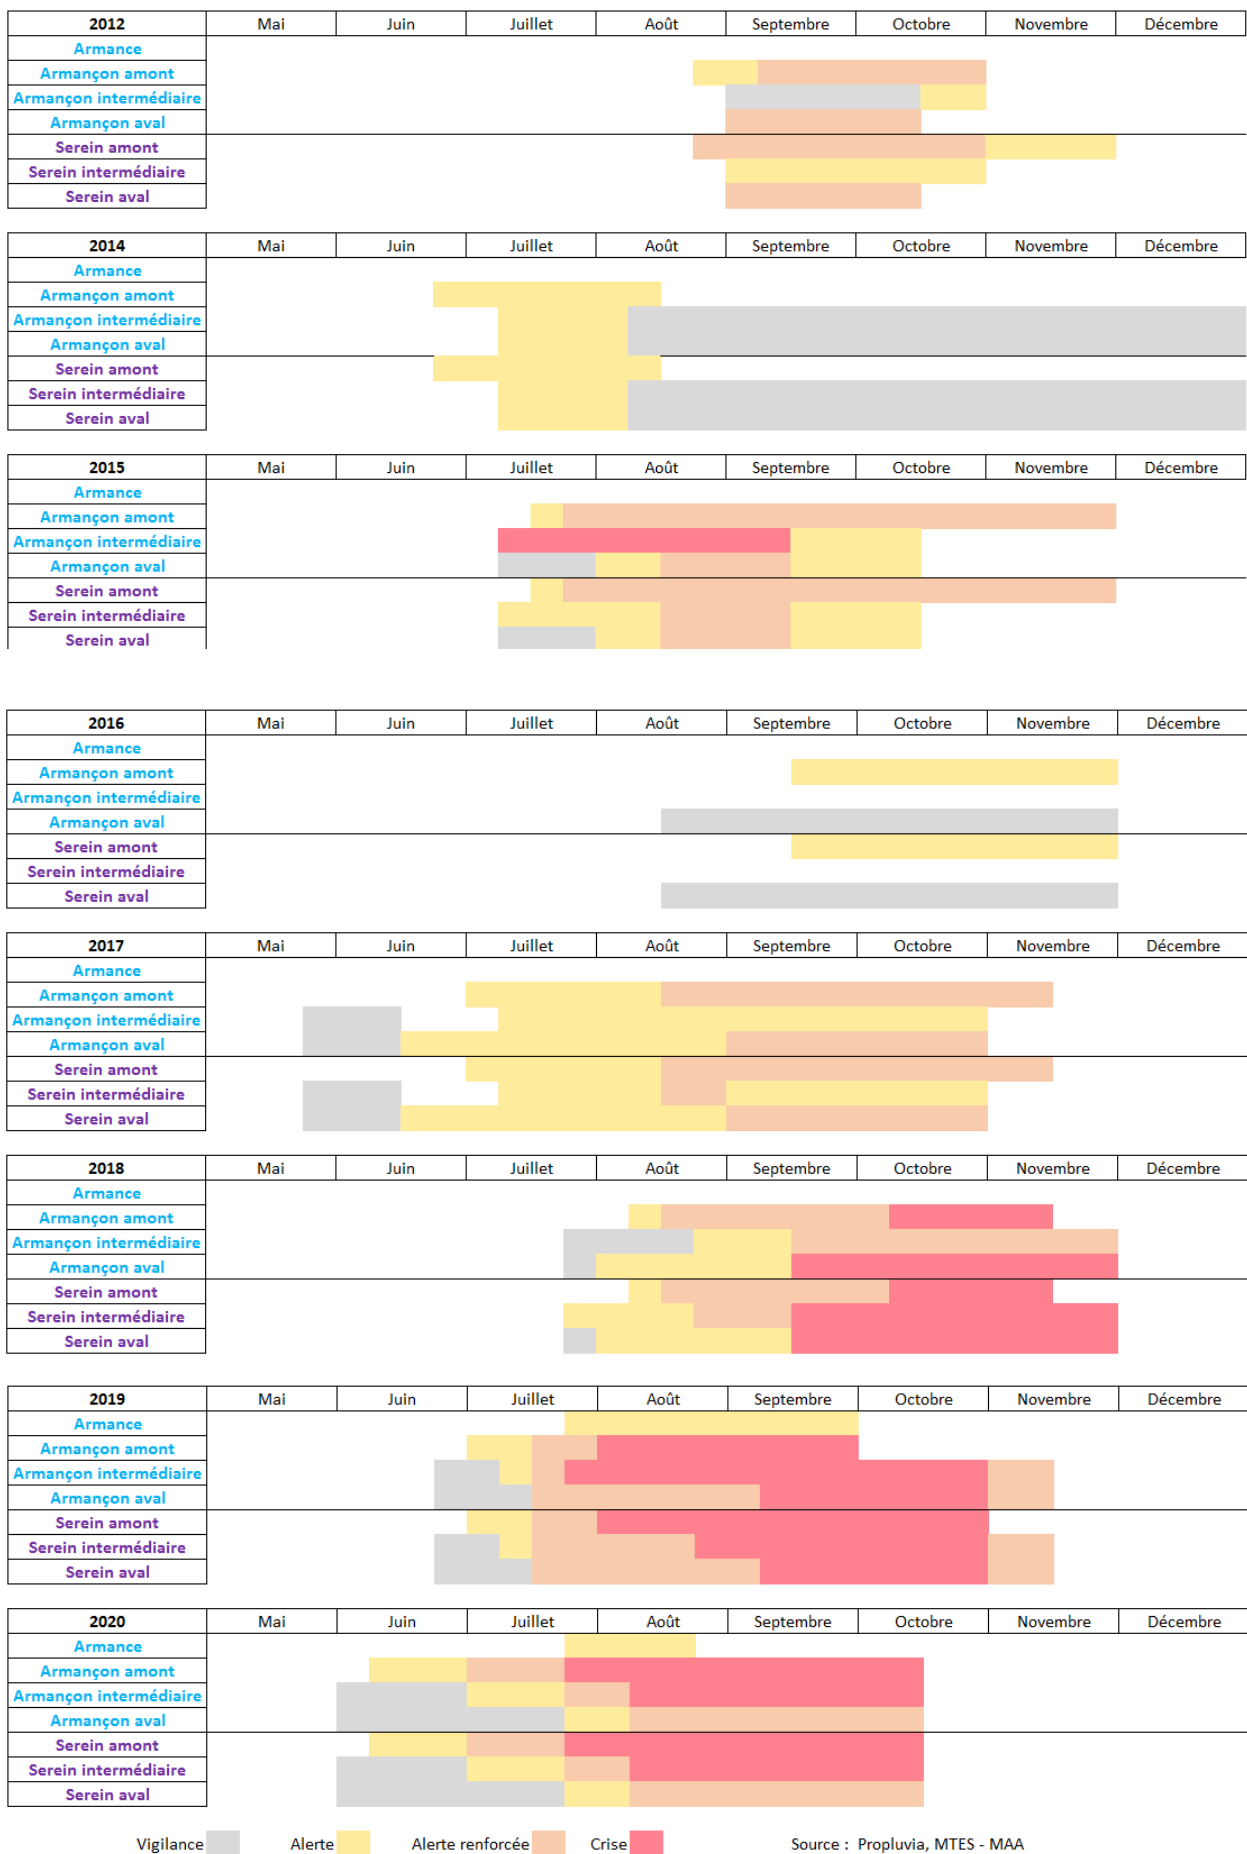 2012 Mai Juin Juillet Août Septembre Octobre Novembre Décembre
Armance
Armançon amont
Armançon intermédiaire
Armançon aval
Serein amont
Serein intermédiaire
Serein aval
2014 Mai Juin Juillet Août Septembre Octobre Novembre Décembre
Armance
Armançon amont
Armançon intermédiaire
Armançon aval
Serein amont
Serein intermédiaire
Serein aval
2015 Mai Juin Juillet Août Septembre Octobre Novembre Décembre
Armance
Armançon amont
Armançon intermédiaire
Armançon aval
Serein amont
Serein intermédiaire
Serein aval
2016 Mai Juin Juillet Août Septembre Octobre Novembre Décembre
Armance
Armançon amont
Armançon intermédiaire
Armançon aval
Serein amont
Serein intermédiaire
Serein aval
2017 Mai Juin Juillet Août Septembre Octobre Novembre Décembre
Armance
Armançon amont
Armançon intermédiaire
Armançon aval
Serein amont
Serein intermédiaire
Serein aval
2018 Mai Juin Juillet Août Septembre Octobre Novembre Décembre
Armance
Armançon amont
Armançon intermédiaire
Armançon aval
Serein amont
Serein intermédiaire
Serein aval
2019 Mai Juin Juillet Août Septembre Octobre Novembre Décembre
Armance
Armançon amont
Armançon intermédiaire
Armançon aval
Serein amont
Serein intermédiaire
Serein aval
2020 Mai Juin Juillet Août Septembre Octobre Novembre Décembre
Armance
Armançon amont
Armançon intermédiaire
Armançon aval
Serein amont
Serein intermédiaire
Serein aval
Vigilance Alerte Alerte renforcée Crise Source : Propluvia, MTES - MAA